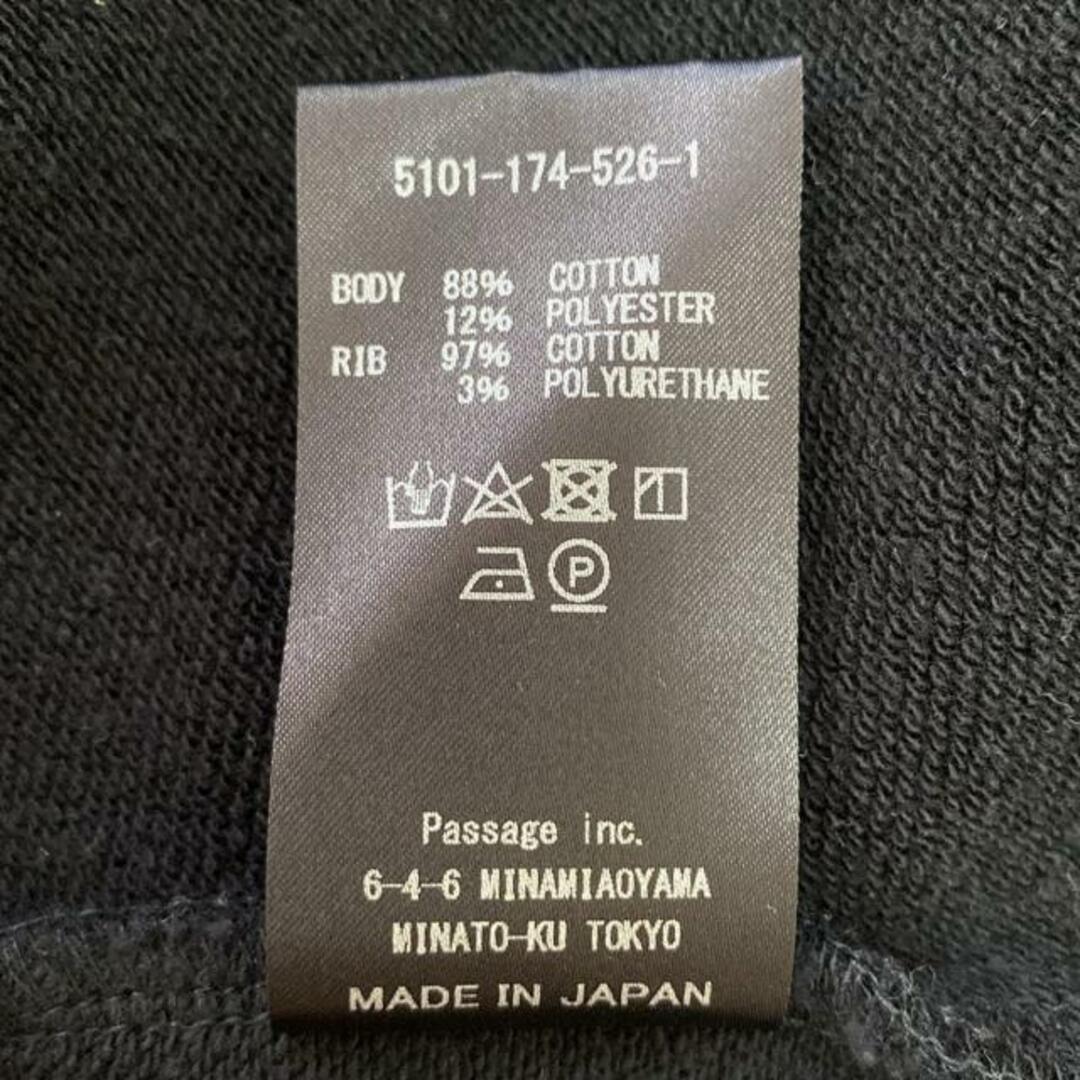 5101-174-526-1
BODY 88% COTTON
12% POLYESTER
RIB 97% COTTON
3% POLYURETHANE
P
Passage inc.
6-4-6 MINAMIAOYAMA
MINATO-KU TOKYO
MADE IN JAPAN